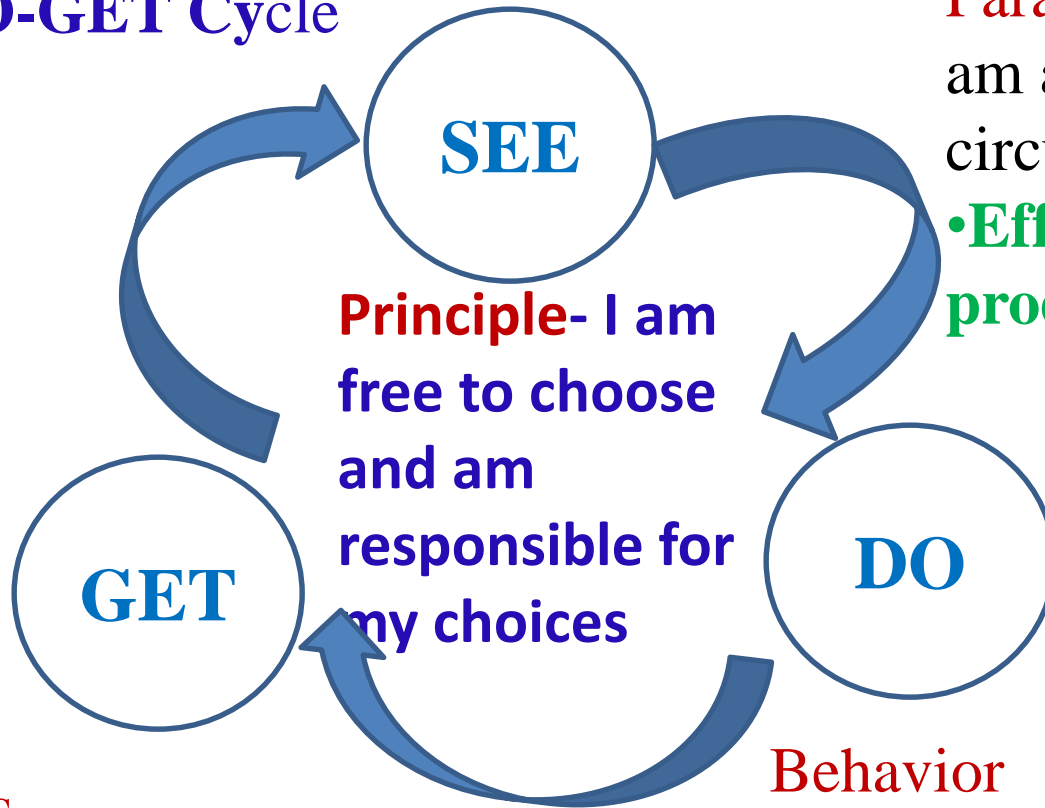 -GET Cycle
am
SEE
Principle- I am
free to choose
and am
responsible for
my choices
GET
DO
Behavior